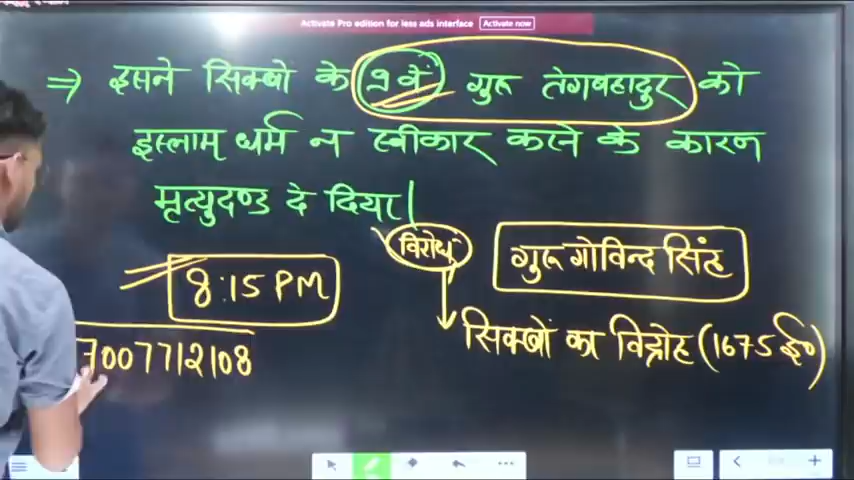 Activate Pro edition for less ads interface Activate now
⇒ इसने सिक्खो के 9 वें गुरू तेगबहादुर को
इस्लाम धर्म न स्वीकार करने के कारण
मृत्युदण्ड दे दिया।
विरोध
गुरू गोविन्द सिंह
8:15 PM
सिक्खों का विद्रोह (1675 ई०)
7007712108